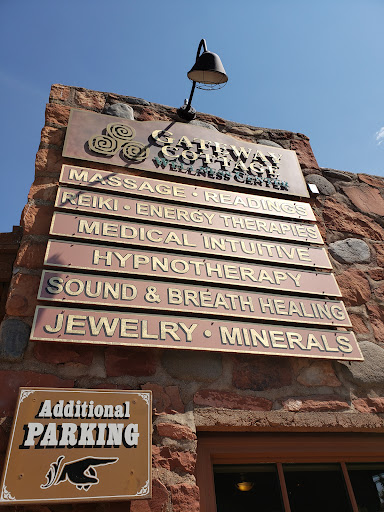 Gateway
Cottage
Wellness Center
Massage • Readings
Reiki • Energy Therapies
Medical Intuitive
Hypnotherapy
Sound & Breath Healing
Jewelry • Minerals
Additional
PARKING